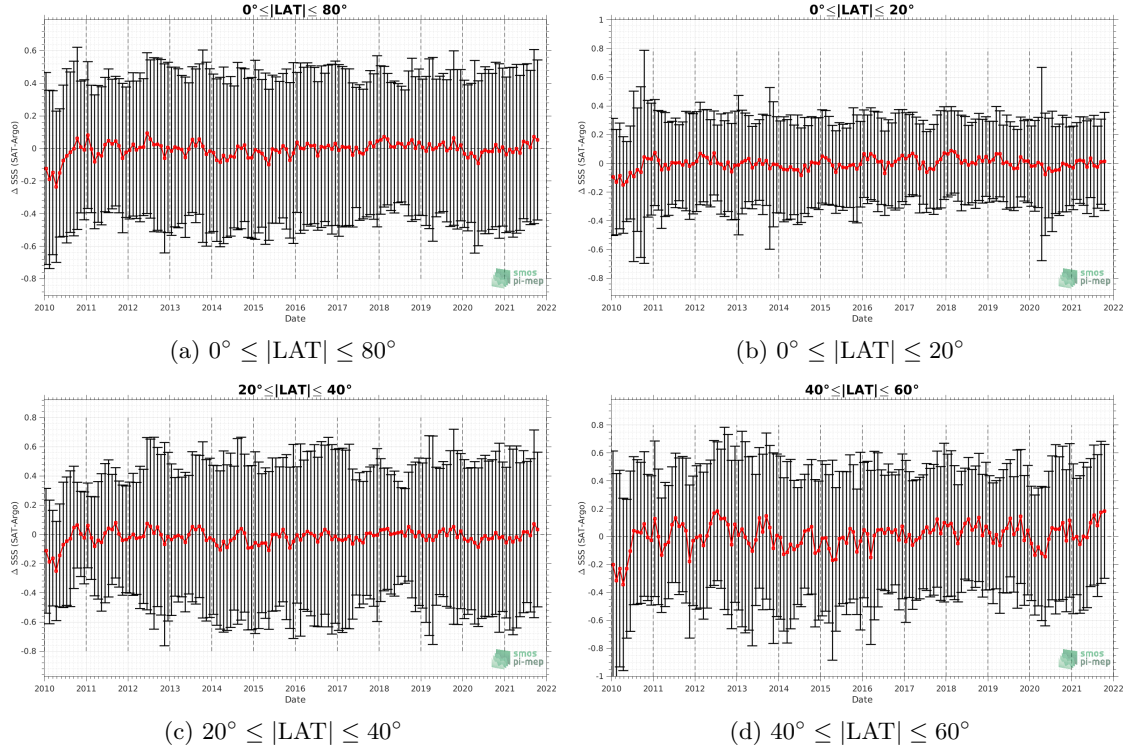 0°≤|LAT|≤ 80°
Δ SSS (SAT-Argo)
0.6
0.4
0.2
0
-0.2
-0.4
-0.6
-0.8
2010 2011 2012 2013 2014 2015 2016 2017 2018 2019 2020 2021 2022
Date
smos
pi-mep
(a) 0° ≤ |LAT| ≤ 80°
0°≤|LAT|≤ 20°
Δ SSS (SAT-Argo)
1
0.8
0.6
0.4
0.2
0
-0.2
-0.4
-0.6
-0.8
2010 2011 2012 2013 2014 2015 2016 2017 2018 2019 2020 2021 2022
Date
smos
pi-mep
(b) 0° ≤ |LAT| ≤ 20°
20°≤|LAT|≤ 40°
Δ SSS (SAT-Argo)
0.8
0.6
0.4
0.2
0
-0.2
-0.4
-0.6
-0.8
2010 2011 2012 2013 2014 2015 2016 2017 2018 2019 2020 2021 2022
Date
smos
pi-mep
(c) 20° ≤ |LAT| ≤ 40°
40°≤|LAT|≤ 60°
Δ SSS (SAT-Argo)
0.8
0.6
0.4
0.2
0
-0.2
-0.4
-0.6
-0.8
-1
2010 2011 2012 2013 2014 2015 2016 2017 2018 2019 2020 2021 2022
Date
smos
pi-mep
(d) 40° ≤ |LAT| ≤ 60°